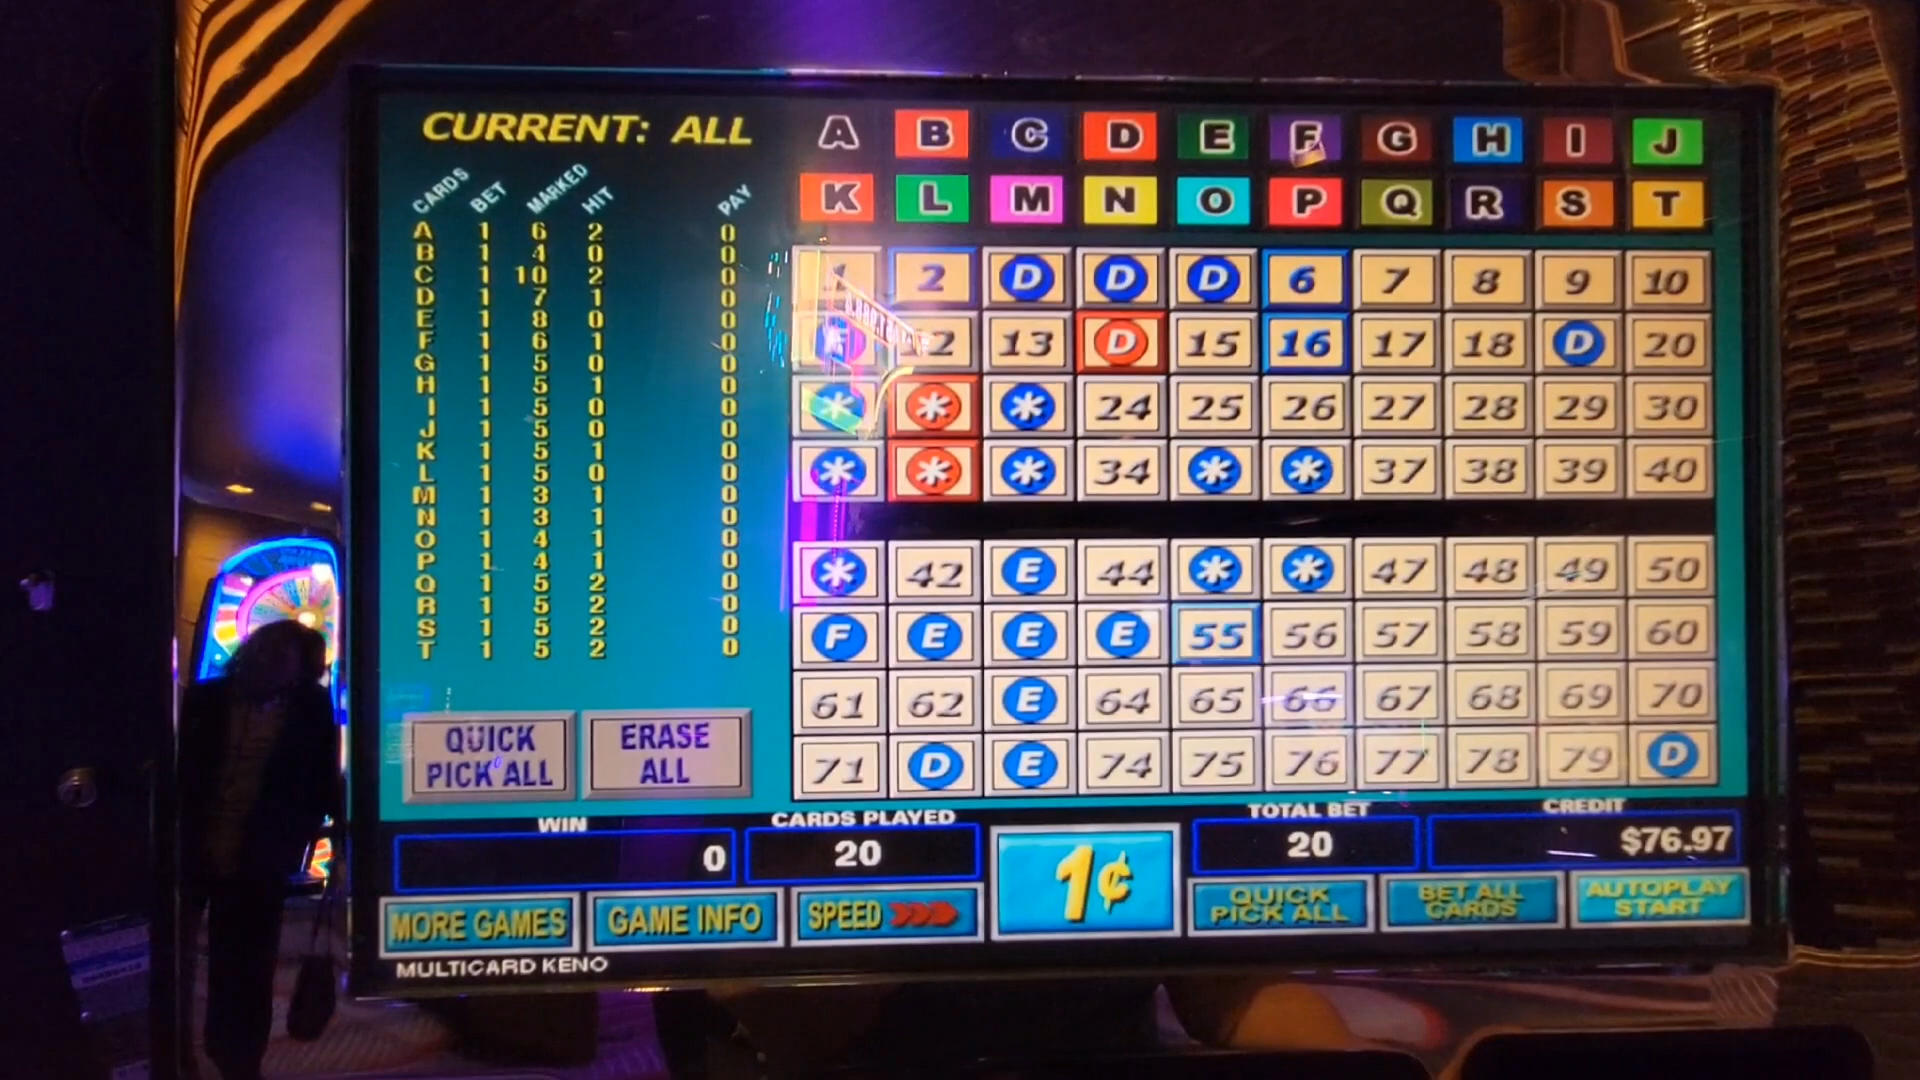 CURRENT: ALL
CARDS BET MARKED HIT PAY
A 1 6 2 0
B 1 4 0 0
C 1 10 2 0
D 1 7 1 0
E 1 8 0 0
F 1 6 1 0
G 1 5 0 0
H 1 5 1 0
I 1 5 0 0
J 1 5 0 0
K 1 5 1 0
L 1 5 0 0
M 1 3 1 0
N 1 3 1 0
O 1 4 1 0
P 1 4 1 0
Q 1 5 2 0
R 1 5 2 0
S 1 5 2 0
T 1 5 2 0
QUICK PICK ALL
ERASE ALL
A B C D E F G H I J
K L M N O P Q R S T
1 2 D D D 6 7 8 9 10
12 13 D 15 16 17 18 D 20
* * * 24 25 26 27 28 29 30
* * * 34 * * 37 38 39 40
* 42 E 44 * * 47 48 49 50
F E E E 55 56 57 58 59 60
61 62 E 64 65 66 67 68 69 70
71 D E 74 75 76 77 78 79 D
WIN
0
CARDS PLAYED
20
1¢
TOTAL BET
20
CREDIT
$76.97
MORE GAMES
GAME INFO
SPEED
QUICK PICK ALL
BET ALL CARDS
AUTOPLAY START
MULTICARD KENO